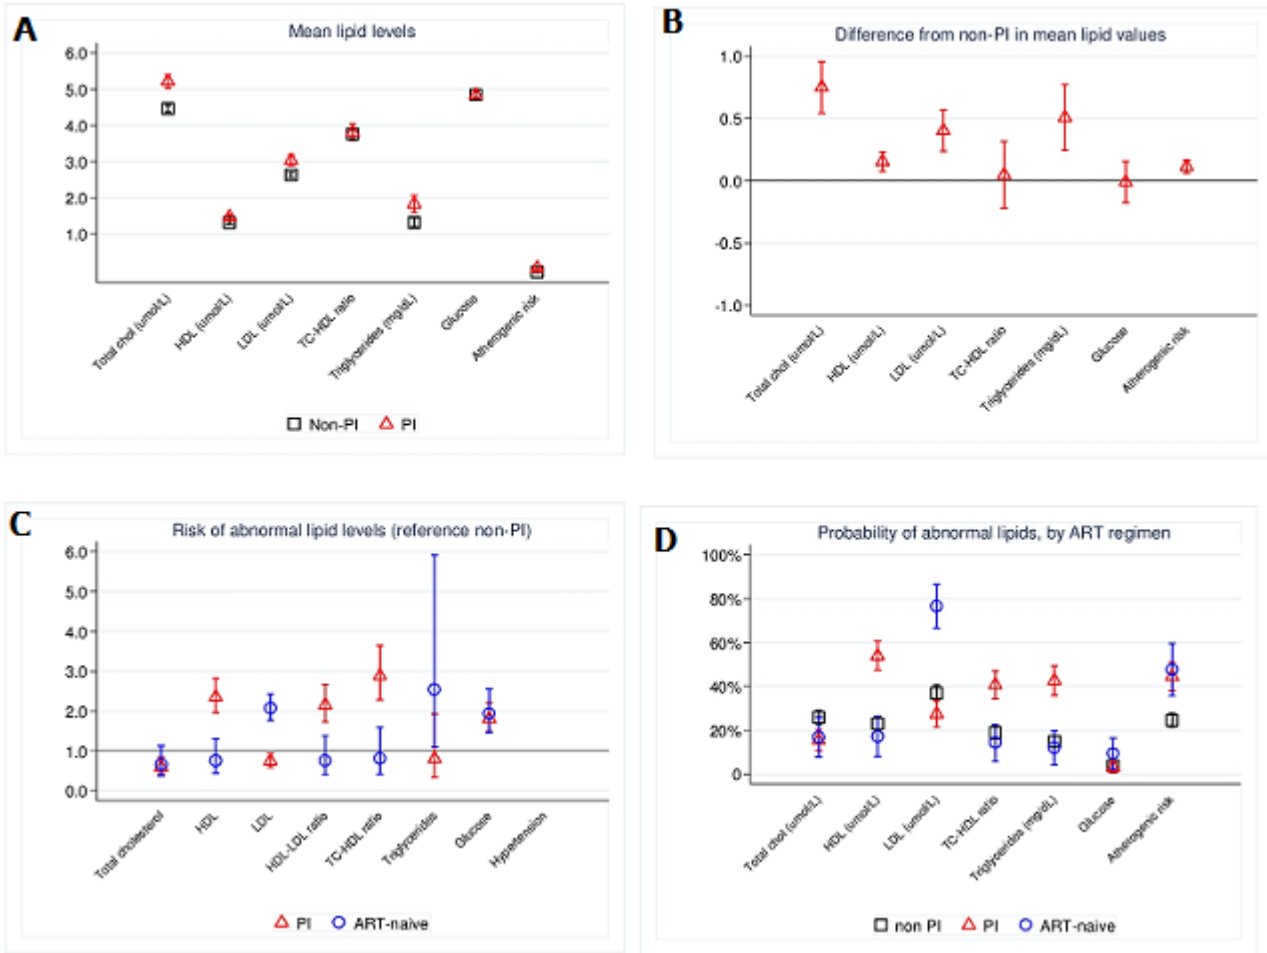 A
Mean lipid levels
6.0
5.0
4.0
3.0
2.0
1.0
Total chol (umol/L)
HDL (umol/L)
LDL (umol/L)
TC-HDL ratio
Triglycerides (mg/dL)
Glucose
Atherogenic risk
Non-PI PI
B
Difference from non-PI in mean lipid values
1.0
0.5
0.0
-0.5
-1.0
Total chol (umol/L)
HDL (umol/L)
LDL (umol/L)
TC-HDL ratio
Triglycerides (mg/dL)
Glucose
Atherogenic risk
C
Risk of abnormal lipid levels (reference non-PI)
6.0
5.0
4.0
3.0
2.0
1.0
0.0
Total cholesterol
HDL
LDL
HDL-LDL ratio
TC-HDL ratio
Triglycerides
Glucose
Hypertension
PI ART-naive
D
Probability of abnormal lipids, by ART regimen
100%
80%
60%
40%
20%
0
Total chol (umol/L)
HDL (umol/L)
LDL (umol/L)
TC-HDL ratio
Triglycerides (mg/dL)
Glucose
Atherogenic risk
non PI PI ART-naive